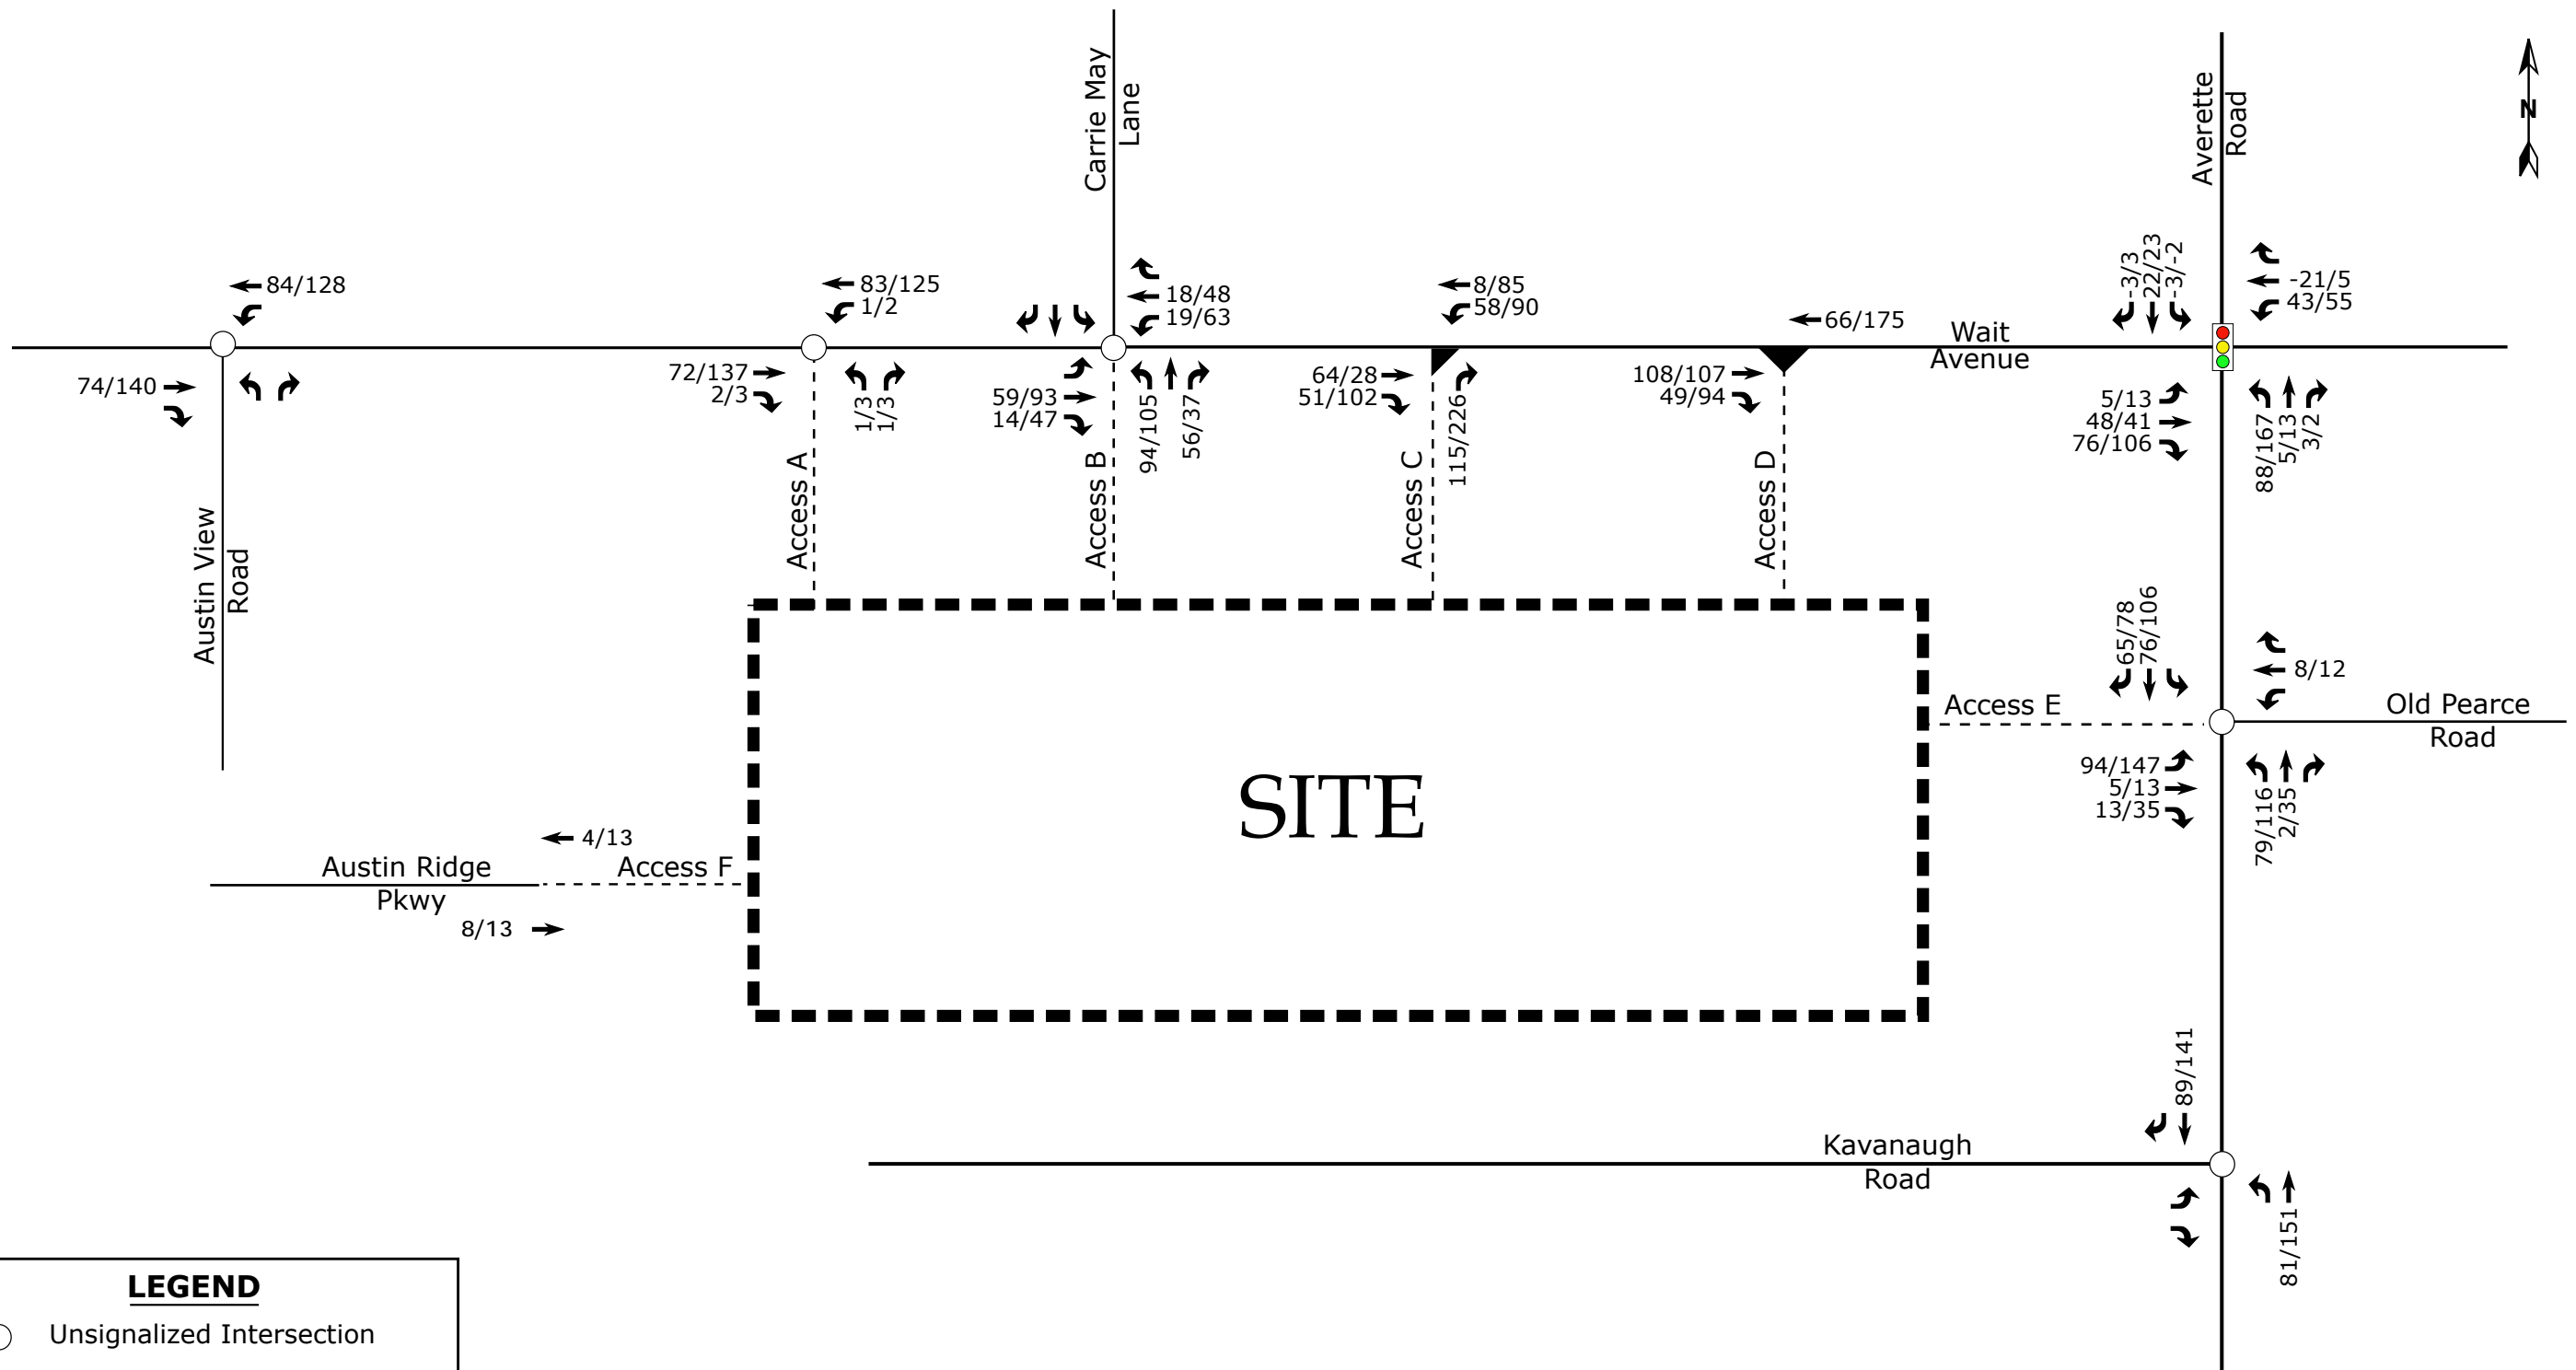 Carrie May
Lane
Averette
Road
N
84/128
74/140
Austin View
Road
83/125
1/2
72/137
2/3
1/3
1/3
Access A
18/48
19/63
59/93
14/47
94/105
56/37
Access B
8/85
58/90
64/28
51/102
115/226
Access C
66/175
108/107
49/94
Access D
Wait
Avenue
-3/3
22/23
-3/-2
-21/5
43/55
5/13
48/41
76/106
88/167
5/13
3/2
65/78
76/106
8/12
Access E
Old Pearce
Road
94/147
5/13
13/35
79/116
2/35
SITE
4/13
Austin Ridge
Pkwy
Access F
8/13
89/141
Kavanaugh
Road
81/151
LEGEND
Unsignalized Intersection